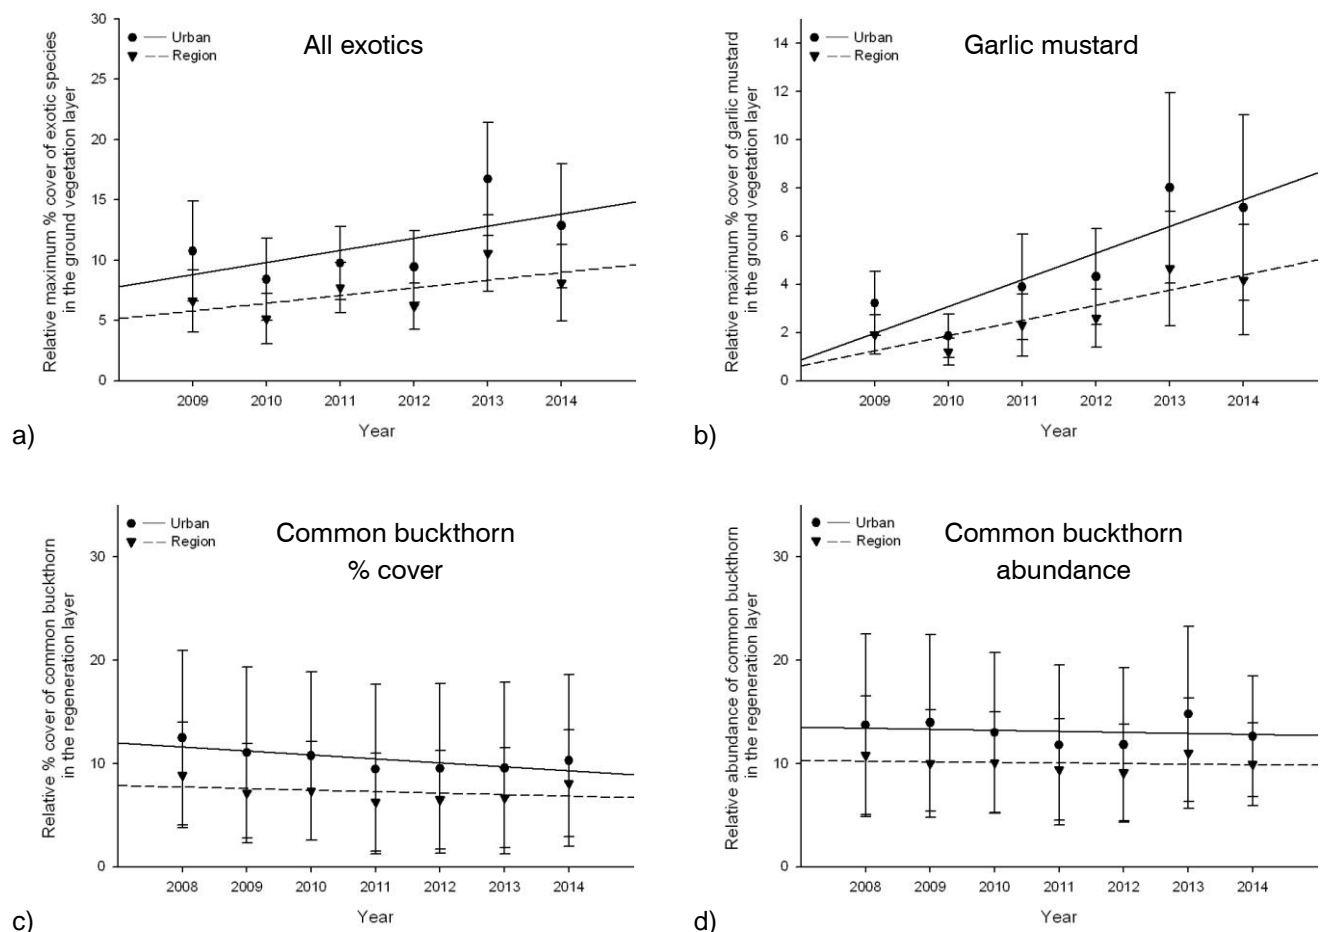 All exotics
Urban
Region
Relative maximum % cover of exotic species
in the ground vegetation layer
30
25
20
15
10
5
0
2009 2010 2011 2012 2013 2014
Year
a)
Garlic mustard
Urban
Region
Relative maximum % cover of garlic mustard
in the ground vegetation layer
14
12
10
8
6
4
2
0
2009 2010 2011 2012 2013 2014
Year
b)
Common buckthorn
% cover
Urban
Region
Relative % cover of common buckthorn
in the regeneration layer
30
20
10
0
2008 2009 2010 2011 2012 2013 2014
Year
c)
Common buckthorn
abundance
Urban
Region
Relative abundance of common buckthorn
in the regeneration layer
30
20
10
0
2008 2009 2010 2011 2012 2013 2014
Year
d)